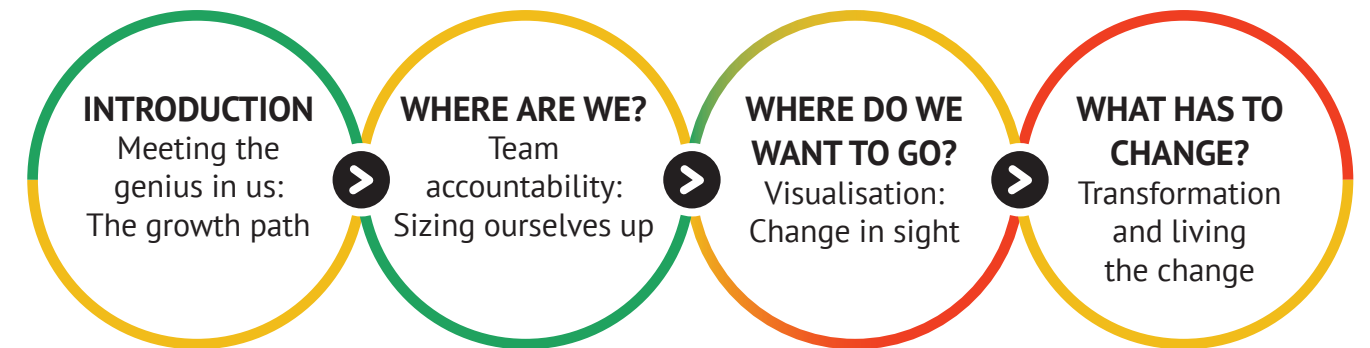 INTRODUCTION
Meeting the
genius in us:
The growth path
WHERE ARE WE?
Team
accountability:
Sizing ourselves up
WHERE DO WE
WANT TO GO?
Visualisation:
Change in sight
WHAT HAS TO
CHANGE?
Transformation
and living
the change